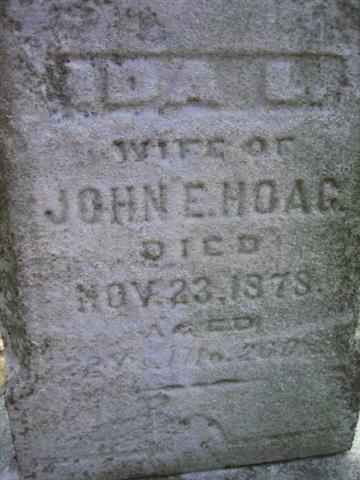 IDA L.
WIFE OF
JOHN E. HOAG
DIED
NOV. 23, 1878.
AGED